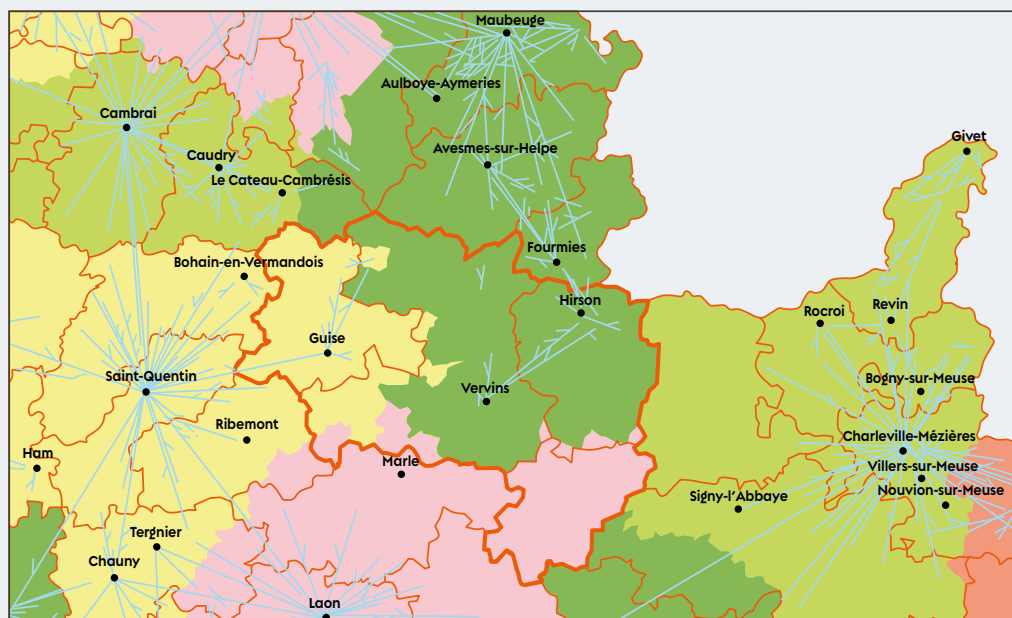 Maubeuge
Aulboye-Aymeries
Cambrai
Givet
Avesmes-sur-Helpe
Caudry
Le Cateau-Cambrésis
Fourmies
Bohain-en-Vermandois
Hirson
Revin
Rocroi
Guise
Saint-Quentin
Bogny-sur-Meuse
Vervins
Ribemont
Charleville-Mézières
Ham
Marle
Villers-sur-Meuse
Nouvion-sur-Meuse
Signy-l'Abbaye
Tergnier
Chauny
Laon